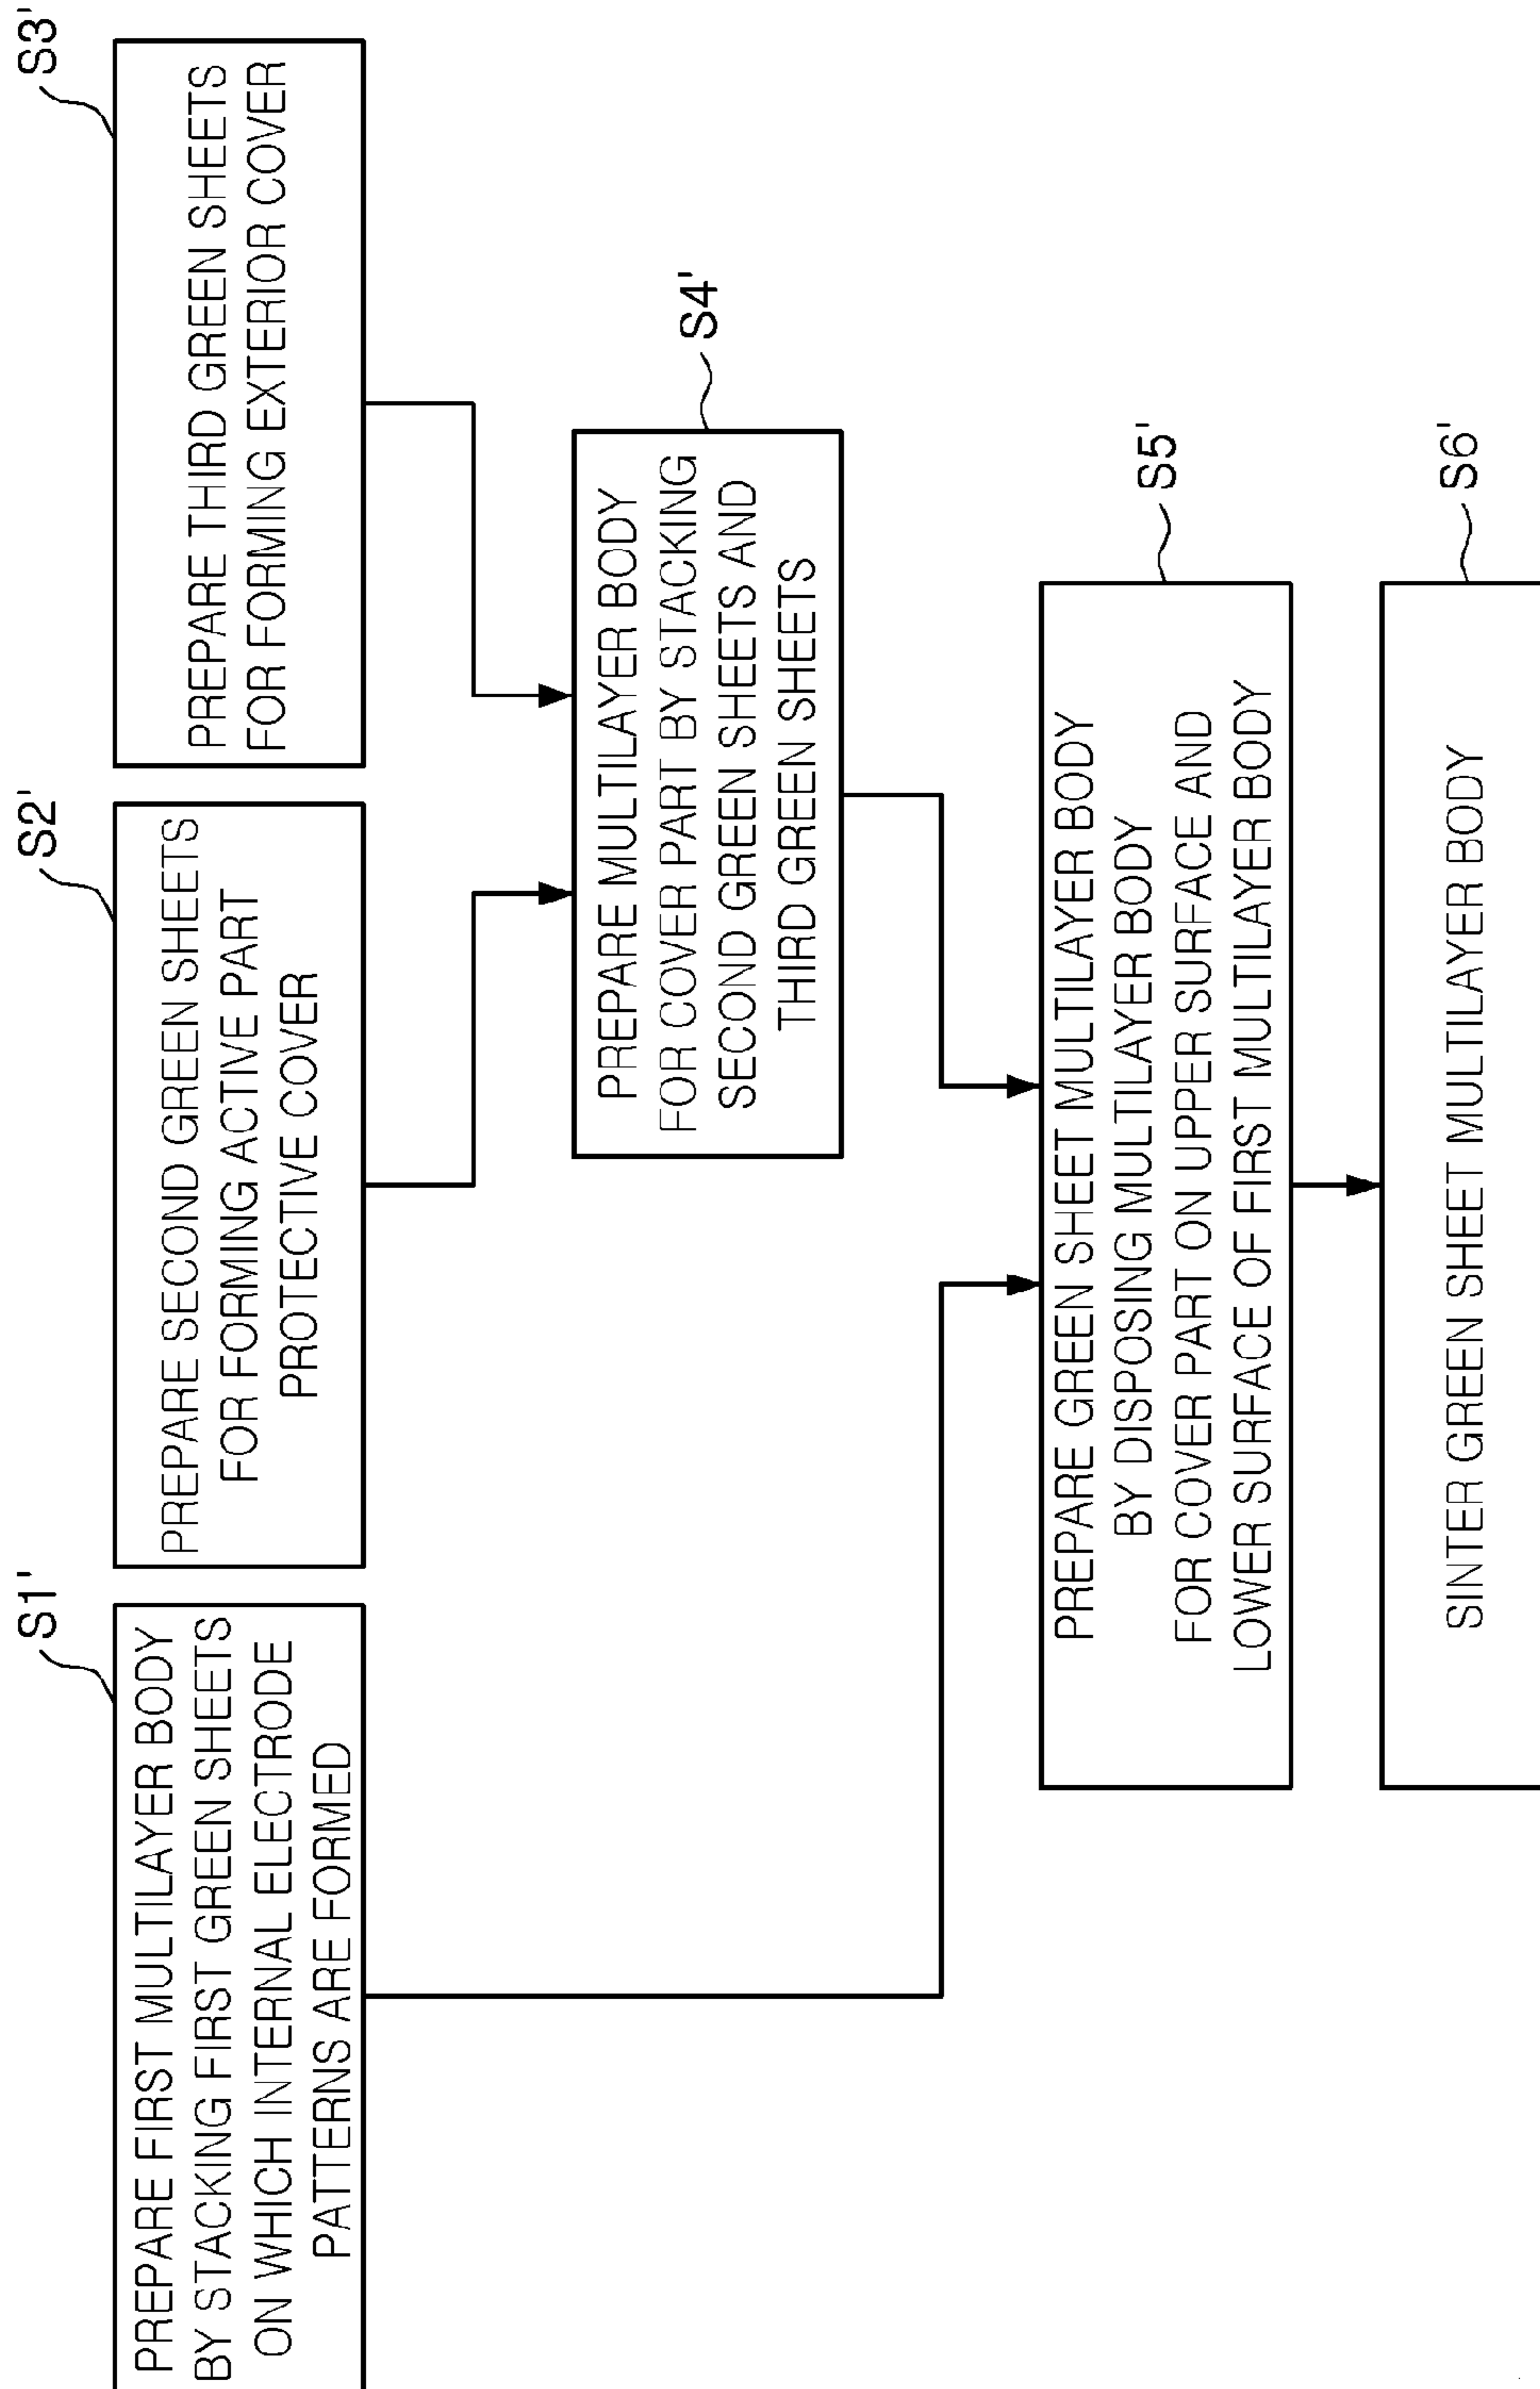 S1'
PREPARE FIRST MULTILAYER BODY
BY STACKING FIRST GREEN SHEETS
ON WHICH INTERNAL ELECTRODE
PATTERNS ARE FORMED
S2'
PREPARE SECOND GREEN SHEETS
FOR FORMING ACTIVE PART
PROTECTIVE COVER
S3'
PREPARE THIRD GREEN SHEETS
FOR FORMING EXTERIOR COVER
S4'
PREPARE MULTILAYER BODY
FOR COVER PART BY STACKING
SECOND GREEN SHEETS AND
THIRD GREEN SHEETS
S5'
PREPARE GREEN SHEET MULTILAYER BODY
BY DISPOSING MULTILAYER BODY
FOR COVER PART ON UPPER SURFACE AND
LOWER SURFACE OF FIRST MULTILAYER BODY
S6'
SINTER GREEN SHEET MULTILAYER BODY